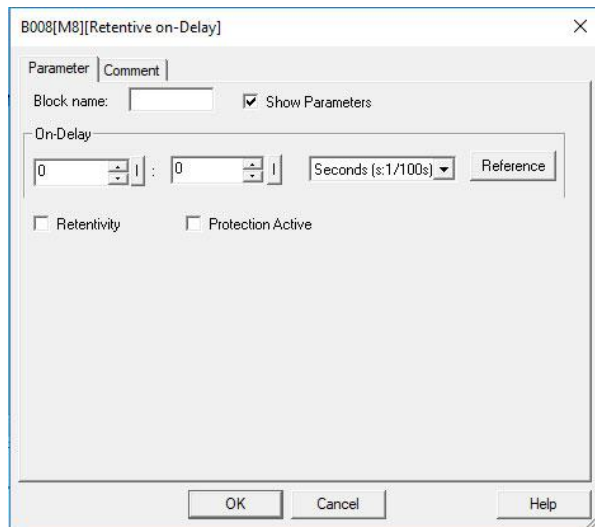 B008[M8][Retentive on-Delay]
Parameter Comment
Block name: Show Parameters
On-Delay
0 : 0 Seconds (s:1/100s) Reference
Retentivity Protection Active
OK Cancel Help